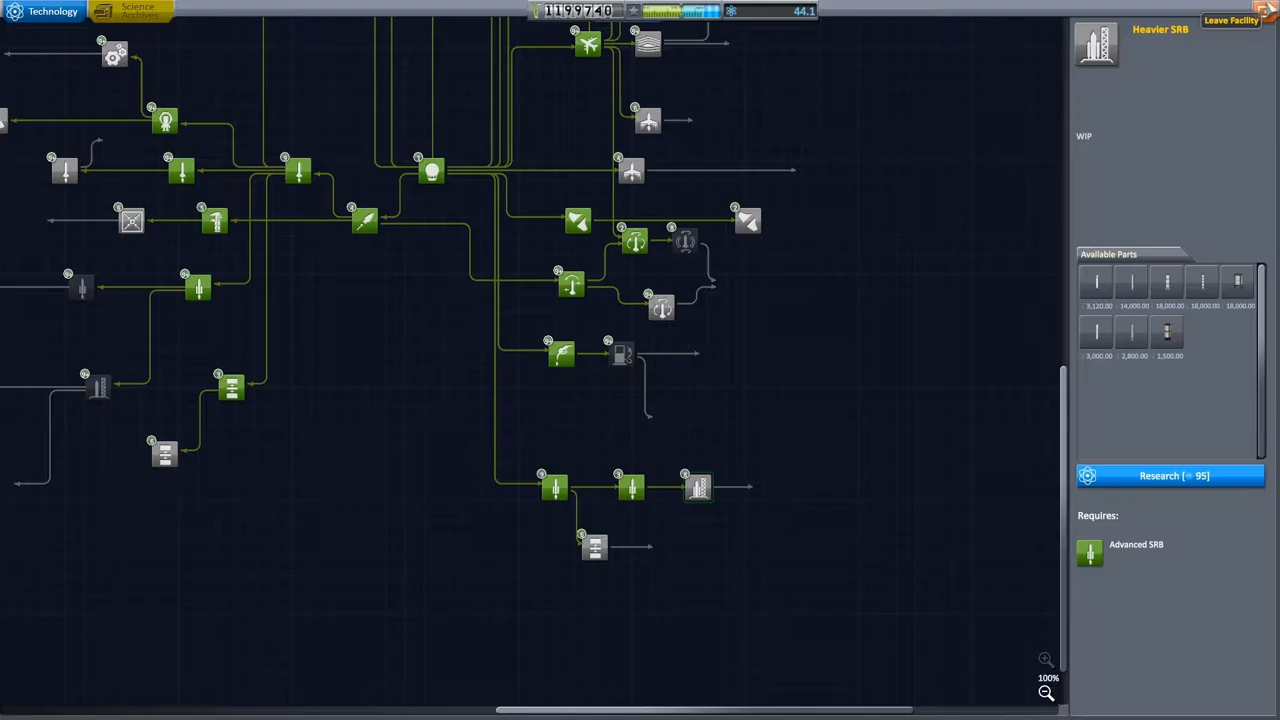 Technology
Science Archives
1199740
44.1
Leave Facility
Heavier SRB
WIP
Available Parts
3,120.00 14,000.00 18,000.00 18,000.00 18,000.00
3,000.00 2,800.00 1,500.00
Research [ 95]
Requires:
Advanced SRB
100%